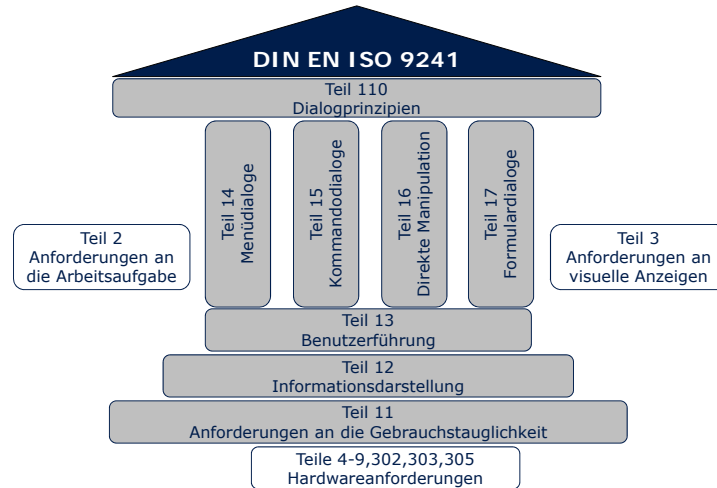 DIN EN ISO 9241
Teil 110
Dialogprinzipien
Teil 14
Menüdialoge
Teil 15
Kommandodialoge
Teil 16
Direkte Manipulation
Teil 17
Formulardialoge
Teil 2
Anforderungen an
die Arbeitsaufgabe
Teil 3
Anforderungen an
visuelle Anzeigen
Teil 13
Benutzerführung
Teil 12
Informationsdarstellung
Teil 11
Anforderungen an die Gebrauchstauglichkeit
Teile 4-9,302,303,305
Hardwareanforderungen